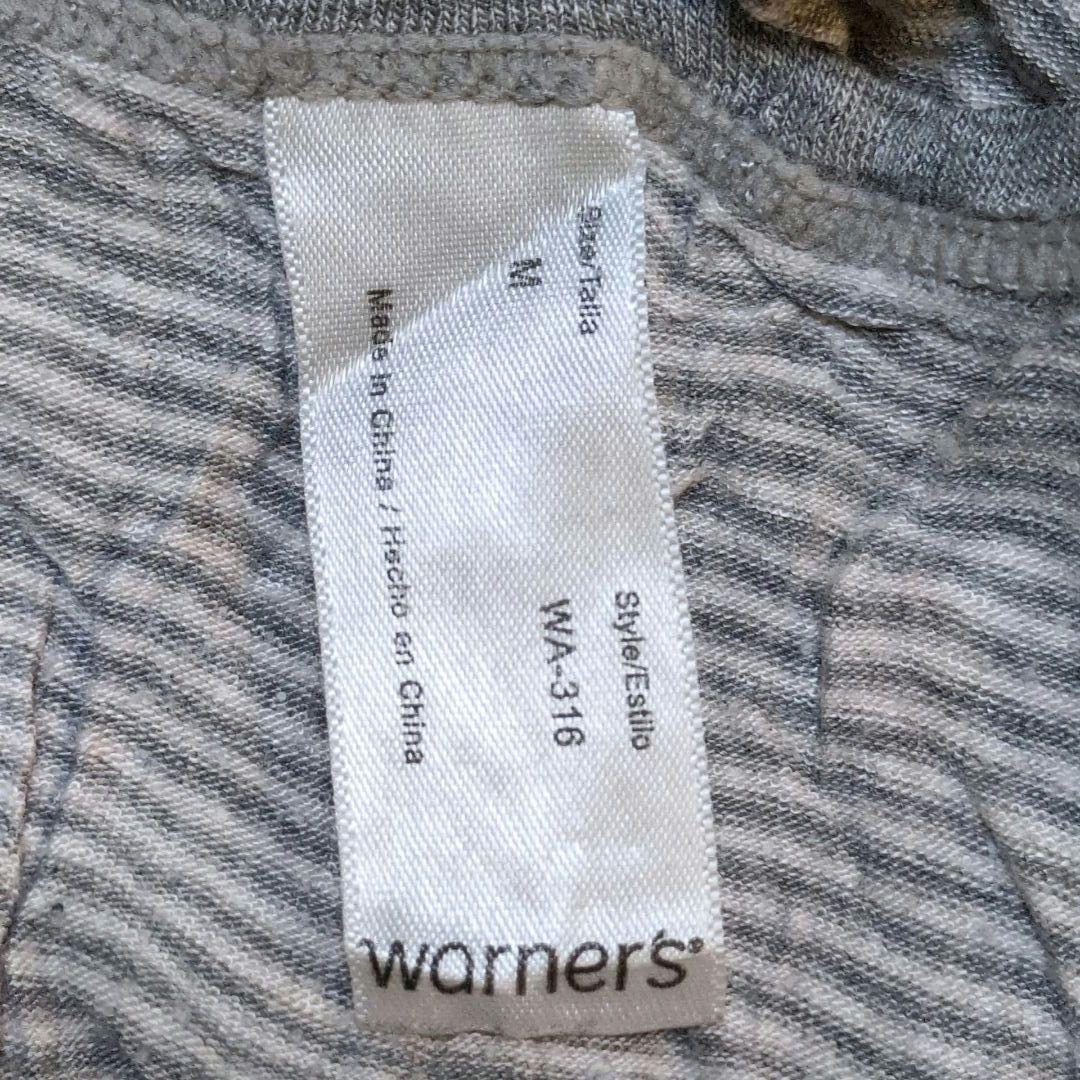 Size/Talla
M
Style/Estilo
WA-316
Made in China / Hecho en China
warner's®